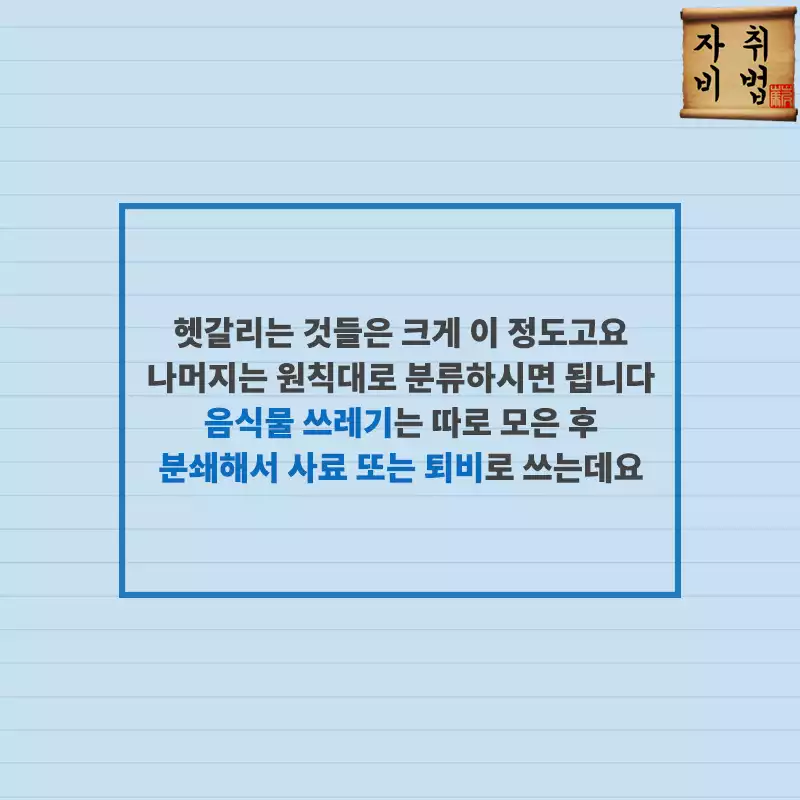 자취
비법
헷갈리는 것들은 크게 이 정도고요
나머지는 원칙대로 분류하시면 됩니다
음식물 쓰레기는 따로 모은 후
분쇄해서 사료 또는 퇴비로 쓰는데요